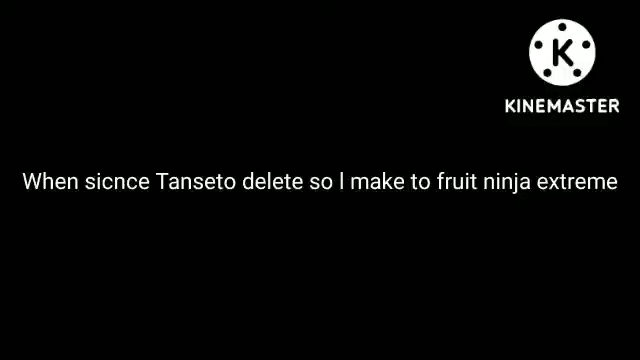 K
KINEMASTER
When sicnce Tanseto delete so l make to fruit ninja extreme